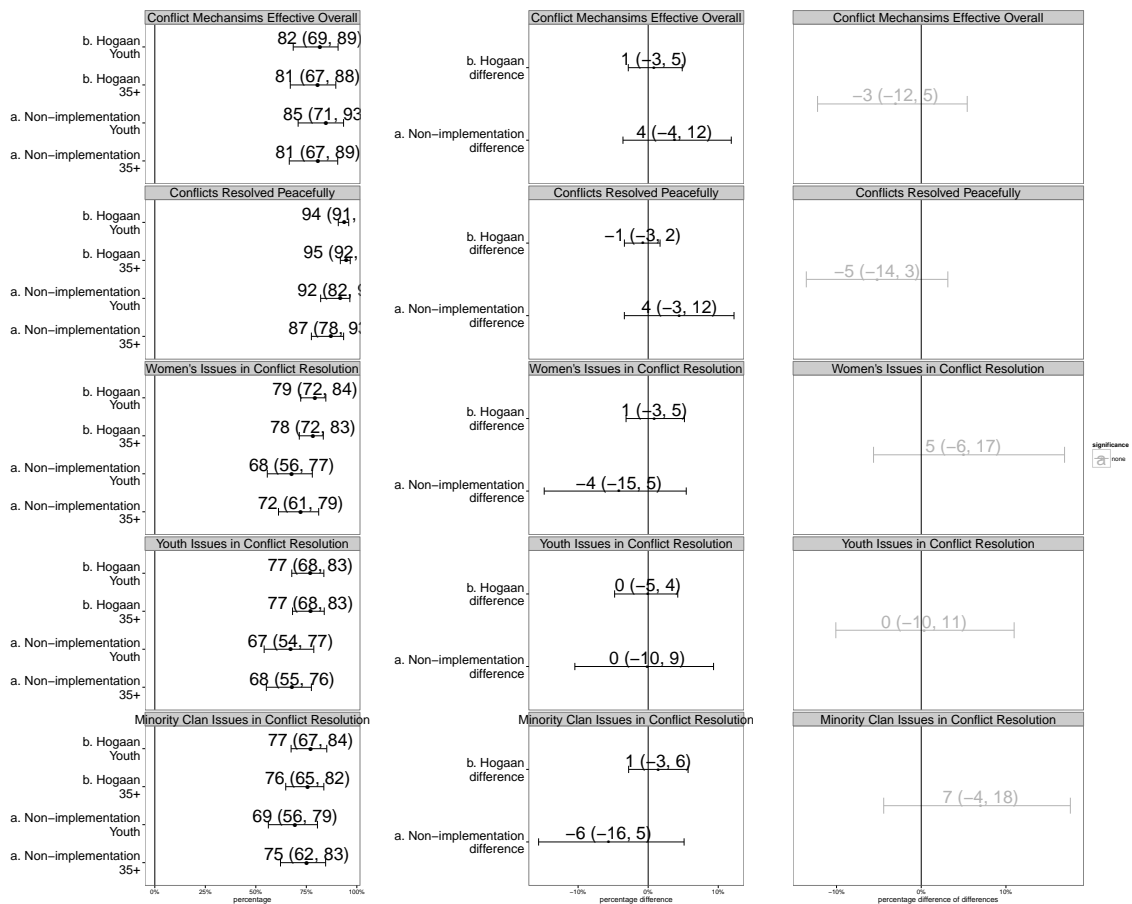 Conflict Mechansims Effective Overall
b. Hogaan
Youth
82 (69, 89)
b. Hogaan
35+
81 (67, 88)
a. Non−implementation
Youth
85 (71, 93
a. Non−implementation
35+
81 (67, 89)
Conflicts Resolved Peacefully
b. Hogaan
Youth
94 (91,
b. Hogaan
35+
95 (92,
a. Non−implementation
Youth
92 (82, 9
a. Non−implementation
35+
87 (78, 93
Women's Issues in Conflict Resolution
b. Hogaan
Youth
79 (72, 84)
b. Hogaan
35+
78 (72, 83)
a. Non−implementation
Youth
68 (56, 77)
a. Non−implementation
35+
72 (61, 79)
Youth Issues in Conflict Resolution
b. Hogaan
Youth
77 (68, 83)
b. Hogaan
35+
77 (68, 83)
a. Non−implementation
Youth
67 (54, 77)
a. Non−implementation
35+
68 (55, 76)
Minority Clan Issues in Conflict Resolution
b. Hogaan
Youth
77 (67, 84)
b. Hogaan
35+
76 (65, 82)
a. Non−implementation
Youth
69 (56, 79)
a. Non−implementation
35+
75 (62, 83)
0% 25% 50% 75% 100%
percentage
Conflict Mechansims Effective Overall
b. Hogaan
difference
1 (−3, 5)
a. Non−implementation
difference
4 (−4, 12)
Conflicts Resolved Peacefully
b. Hogaan
difference
−1 (−3, 2)
a. Non−implementation
difference
4 (−3, 12)
Women's Issues in Conflict Resolution
b. Hogaan
difference
1 (−3, 5)
a. Non−implementation
difference
−4 (−15, 5)
Youth Issues in Conflict Resolution
b. Hogaan
difference
0 (−5, 4)
a. Non−implementation
difference
0 (−10, 9)
Minority Clan Issues in Conflict Resolution
b. Hogaan
difference
1 (−3, 6)
a. Non−implementation
difference
−6 (−16, 5)
−10% 0% 10%
percentage difference
Conflict Mechansims Effective Overall
−3 (−12, 5)
Conflicts Resolved Peacefully
−5 (−14, 3)
Women's Issues in Conflict Resolution
5 (−6, 17)
Youth Issues in Conflict Resolution
0 (−10, 11)
Minority Clan Issues in Conflict Resolution
7 (−4, 18)
−10% 0% 10%
percentage difference of differences
significance
a none